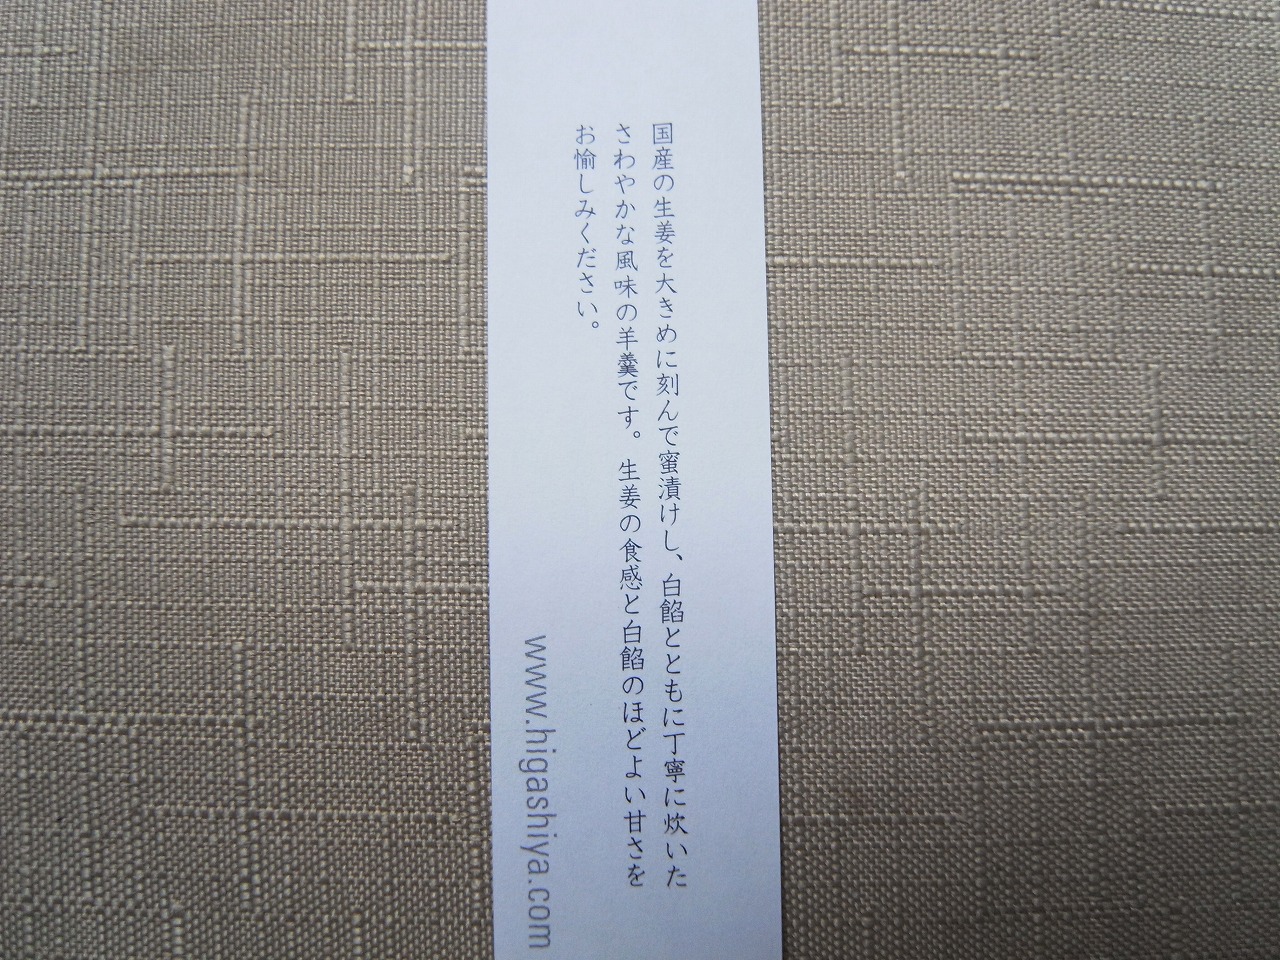 国産の生姜を大きめに刻んで蜜漬けし、白餡とともに丁寧に炊いた
さわやかな風味の羊羹です。生姜の食感と白餡のほどよい甘さを
お愉しみください。
www.higashiya.com